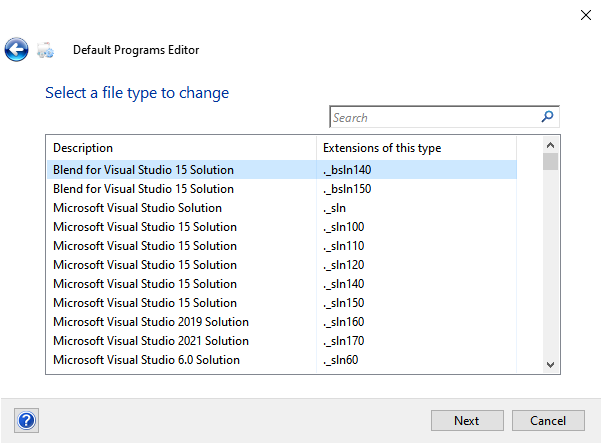 Default Programs Editor
Select a file type to change
Search
Description Extensions of this type
Blend for Visual Studio 15 Solution ._bsln140
Blend for Visual Studio 15 Solution ._bsln150
Microsoft Visual Studio Solution ._sln
Microsoft Visual Studio 15 Solution ._sln100
Microsoft Visual Studio 15 Solution ._sln110
Microsoft Visual Studio 15 Solution ._sln120
Microsoft Visual Studio 15 Solution ._sln140
Microsoft Visual Studio 15 Solution ._sln150
Microsoft Visual Studio 2019 Solution ._sln160
Microsoft Visual Studio 2021 Solution ._sln170
Microsoft Visual Studio 6.0 Solution ._sln60
? Next Cancel